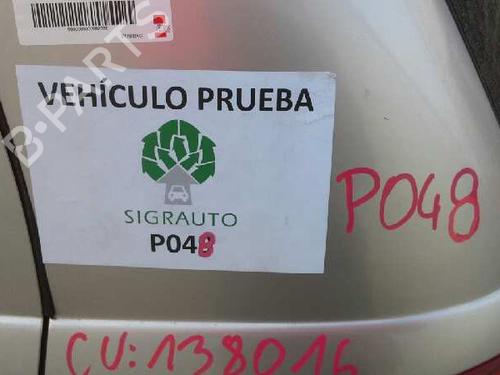 VEHÍCULO PRUEBA
SIGRAUTO
P048
P048
CV: 138016
B-PARTS